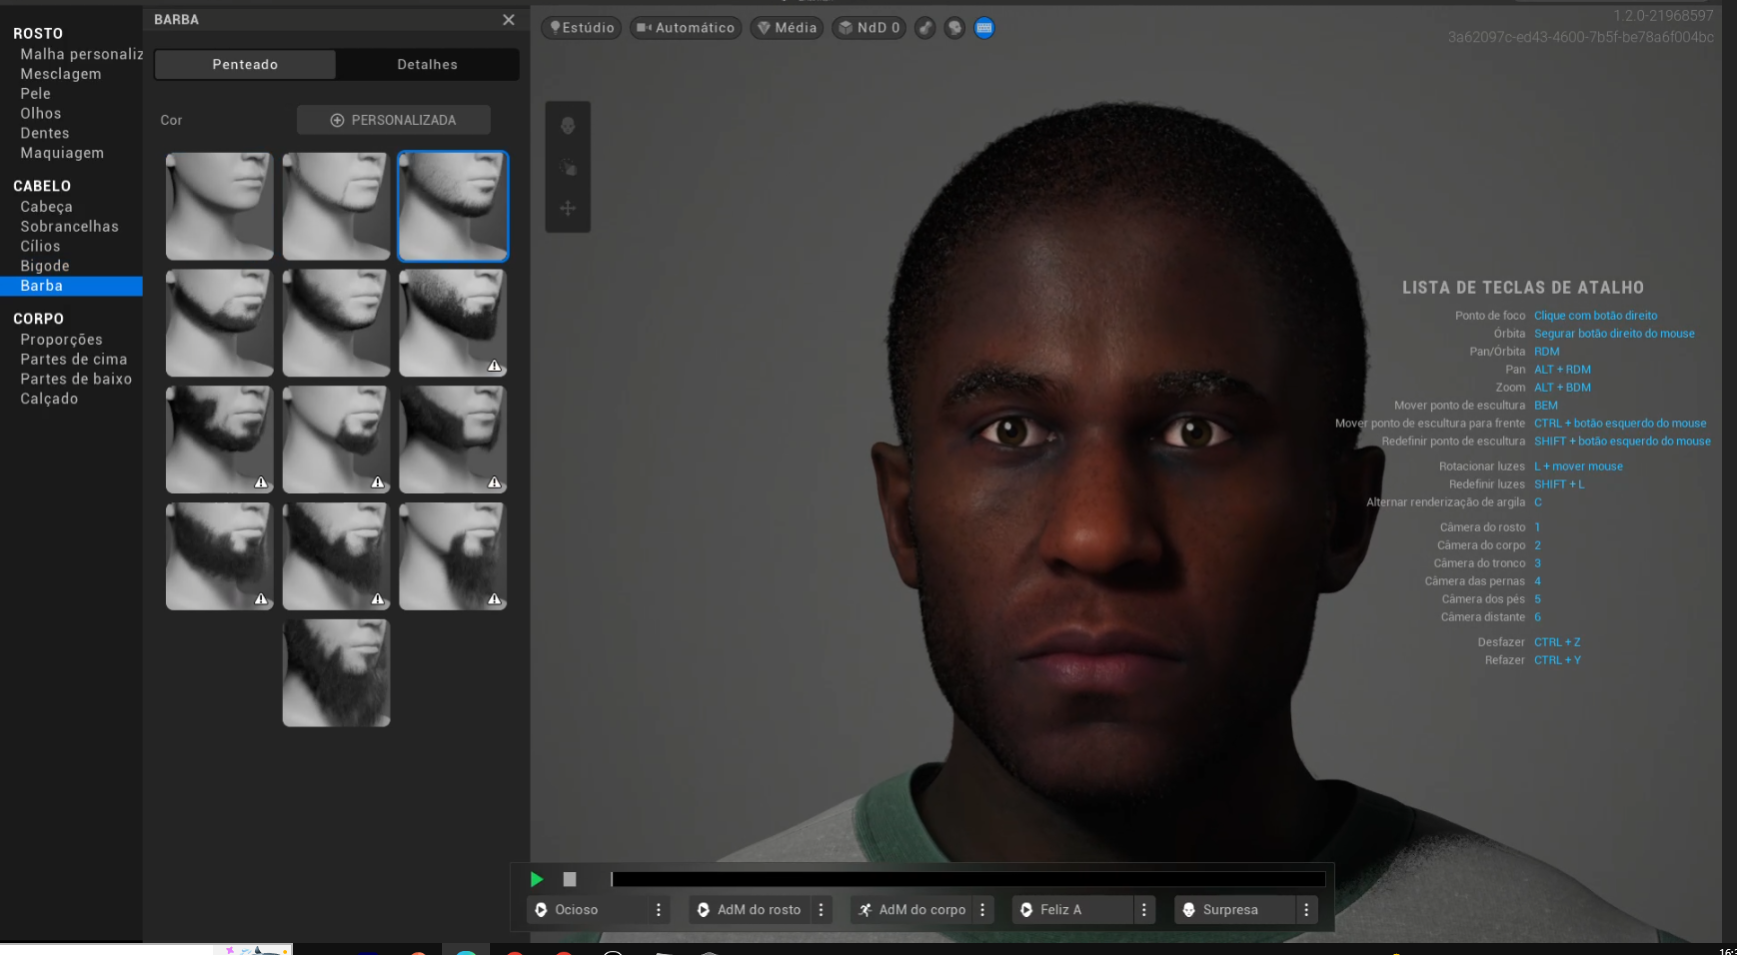 ROSTO
Malha personaliz
Mesclagem
Pele
Olhos
Dentes
Maquiagem
CABELO
Cabeça
Sobrancelhas
Cílios
Bigode
Barba
CORPO
Proporções
Partes de cima
Partes de baixo
Calçado
BARBA
Penteado
Detalhes
Cor
PERSONALIZADA
Estúdio
Automático
Média
NdD 0
1.2.0-21968597
3a62097c-ed43-4600-7b5f-be78a6f004bc
LISTA DE TECLAS DE ATALHO
Ponto de foco Clique com botão direito
Órbita Segurar botão direito do mouse
Pan/Órbita RDM
Pan ALT + RDM
Zoom ALT + BDM
Mover ponto de escultura BEM
Mover ponto de escultura para frente CTRL + botão esquerdo do mouse
Redefinir ponto de escultura SHIFT + botão esquerdo do mouse
Rotacionar luzes L + mover mouse
Redefinir luzes SHIFT + L
Alternar renderização de argila C
Câmera do rosto 1
Câmera do corpo 2
Câmera do tronco 3
Câmera das pernas 4
Câmera dos pés 5
Câmera distante 6
Desfazer CTRL + Z
Refazer CTRL + Y
Ocioso
AdM do rosto
AdM do corpo
Feliz A
Surpresa